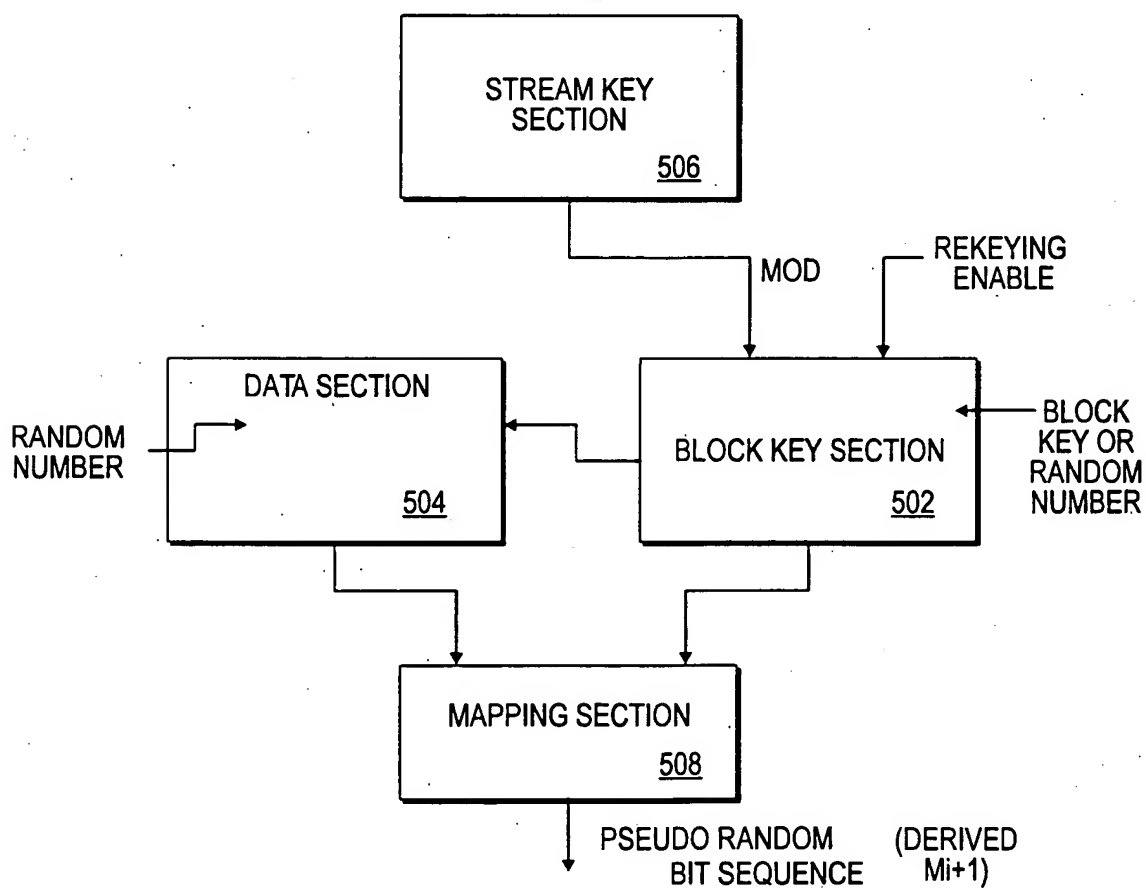 STREAM KEY
SECTION
506
MOD
REKEYING
ENABLE
DATA SECTION
504
RANDOM
NUMBER
BLOCK KEY SECTION
502
BLOCK
KEY OR
RANDOM
NUMBER
MAPPING SECTION
508
PSEUDO RANDOM (DERIVED
BIT SEQUENCE Mi+1)